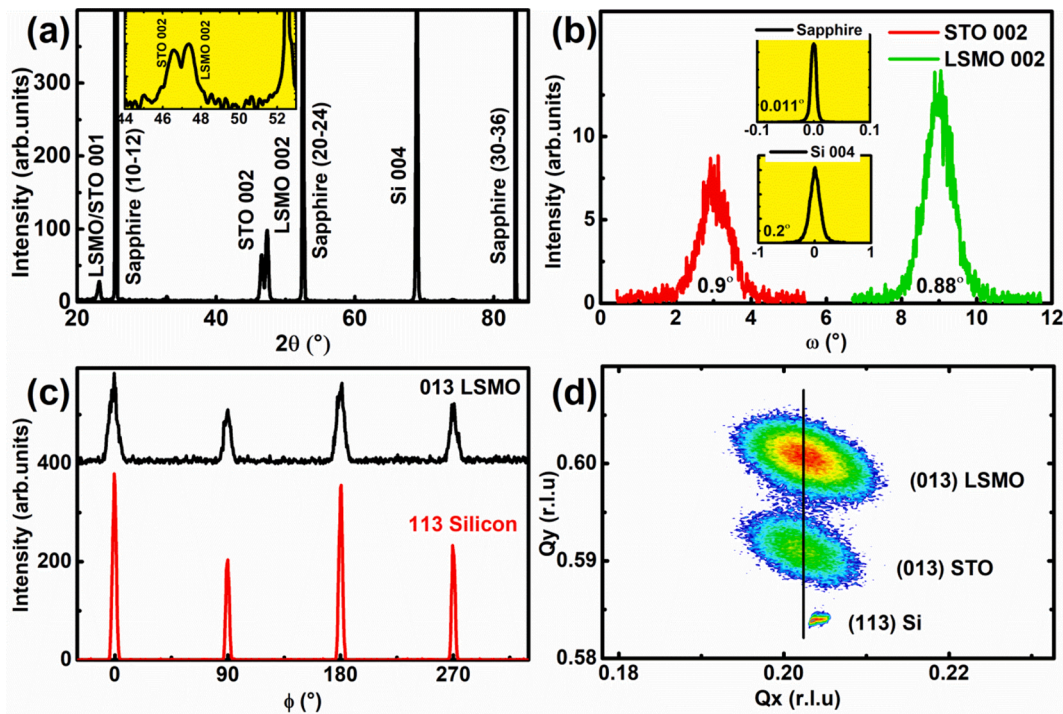 (a)
STO 002
LSMO 002
44 46 48 50 52
300
200
100
0
Intensity (arb.units)
LSMO/STO 001
Sapphire (10-12)
STO 002
LSMO 002
Sapphire (20-24)
Si 004
Sapphire (30-36)
20 40 60 80
2θ (°)
(b)
Sapphire
0.011°
-0.1 0.0 0.1
Si 004
0.2°
-1 0 1
STO 002
LSMO 002
Intensity (arb.units)
15
10
5
0
0.9°
0.88°
0 2 4 6 8 10 12
ω (°)
(c)
013 LSMO
400
113 Silicon
200
0
Intensity (arb.units)
0 90 180 270
ϕ (°)
(d)
0.60
0.59
0.58
Qy (r.l.u)
(013) LSMO
(013) STO
(113) Si
0.18 0.20 0.22
Qx (r.l.u)